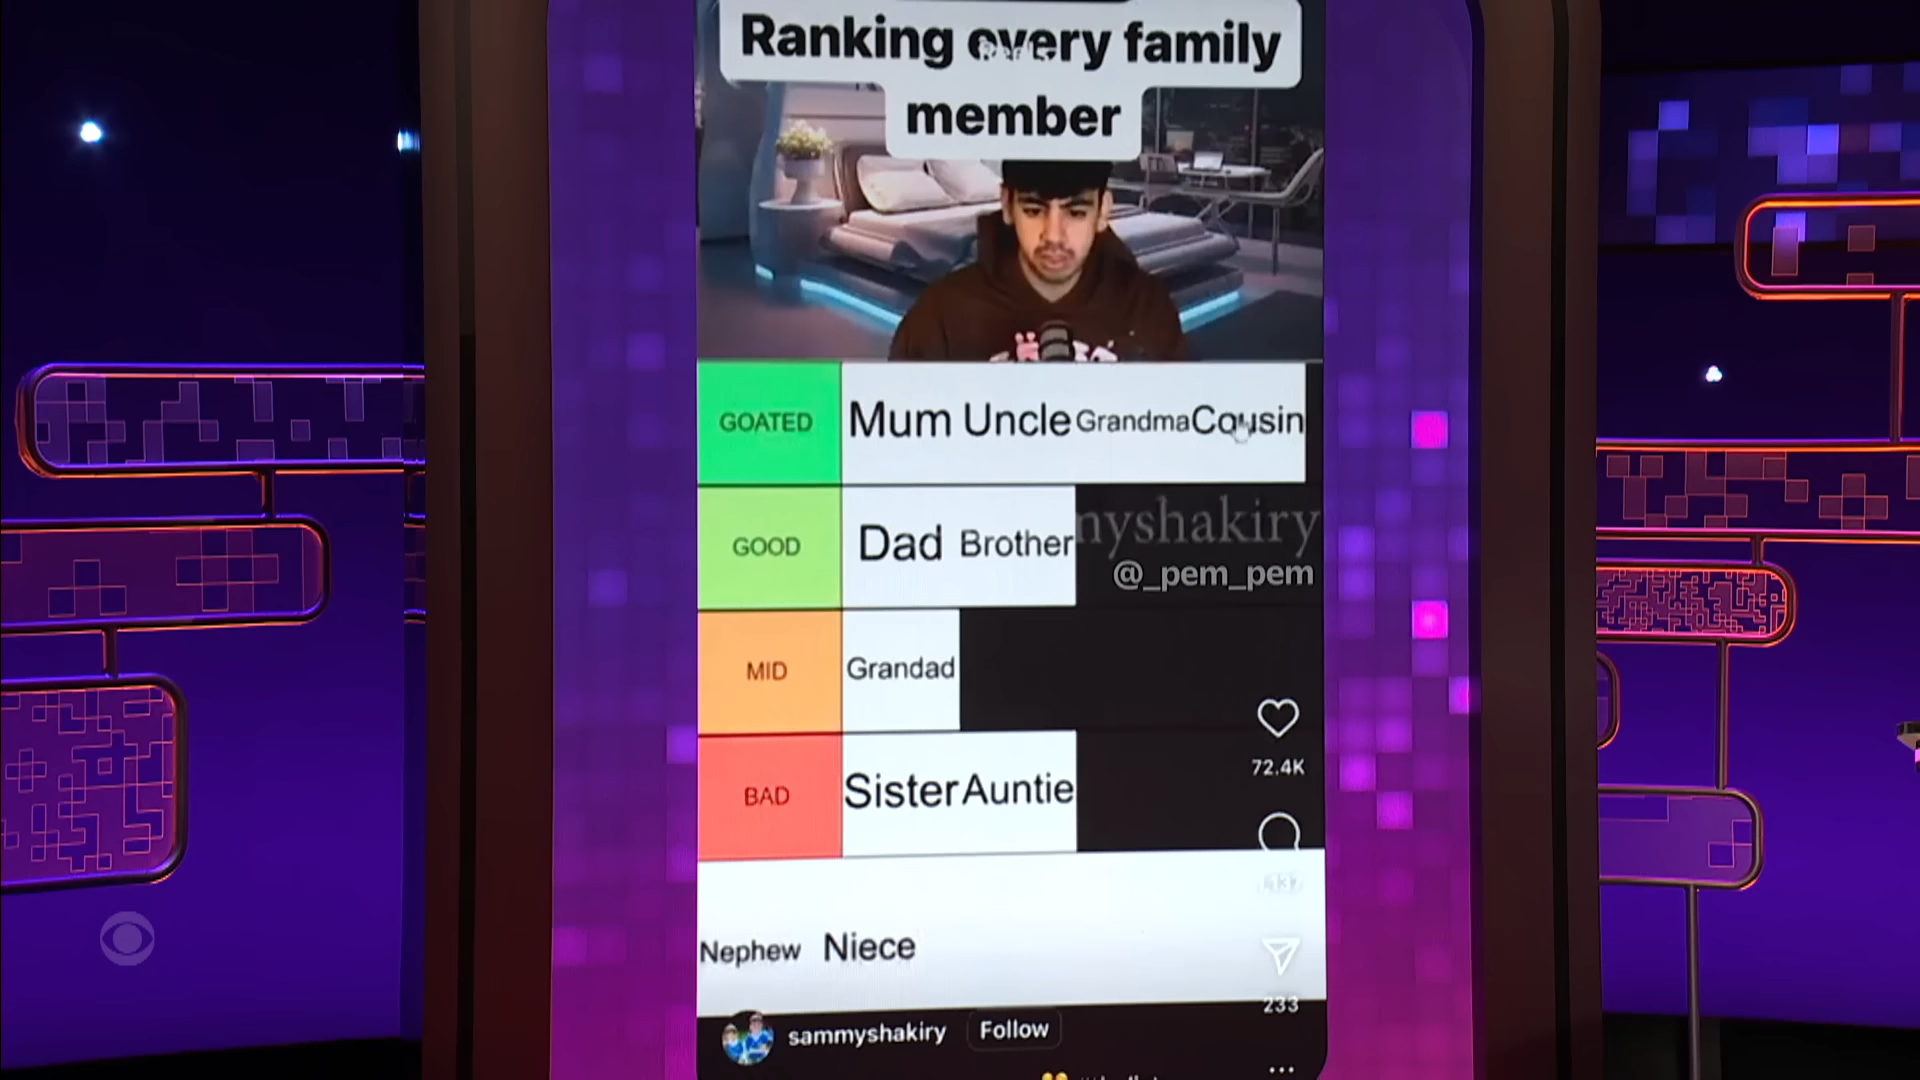 Ranking every family
member
GOATED Mum Uncle Grandma Cousin
GOOD Dad Brother
myshakiry
@_pem_pem
MID Grandad
72.4K
BAD Sister Auntie
Nephew Niece
233
sammyshakiry Follow